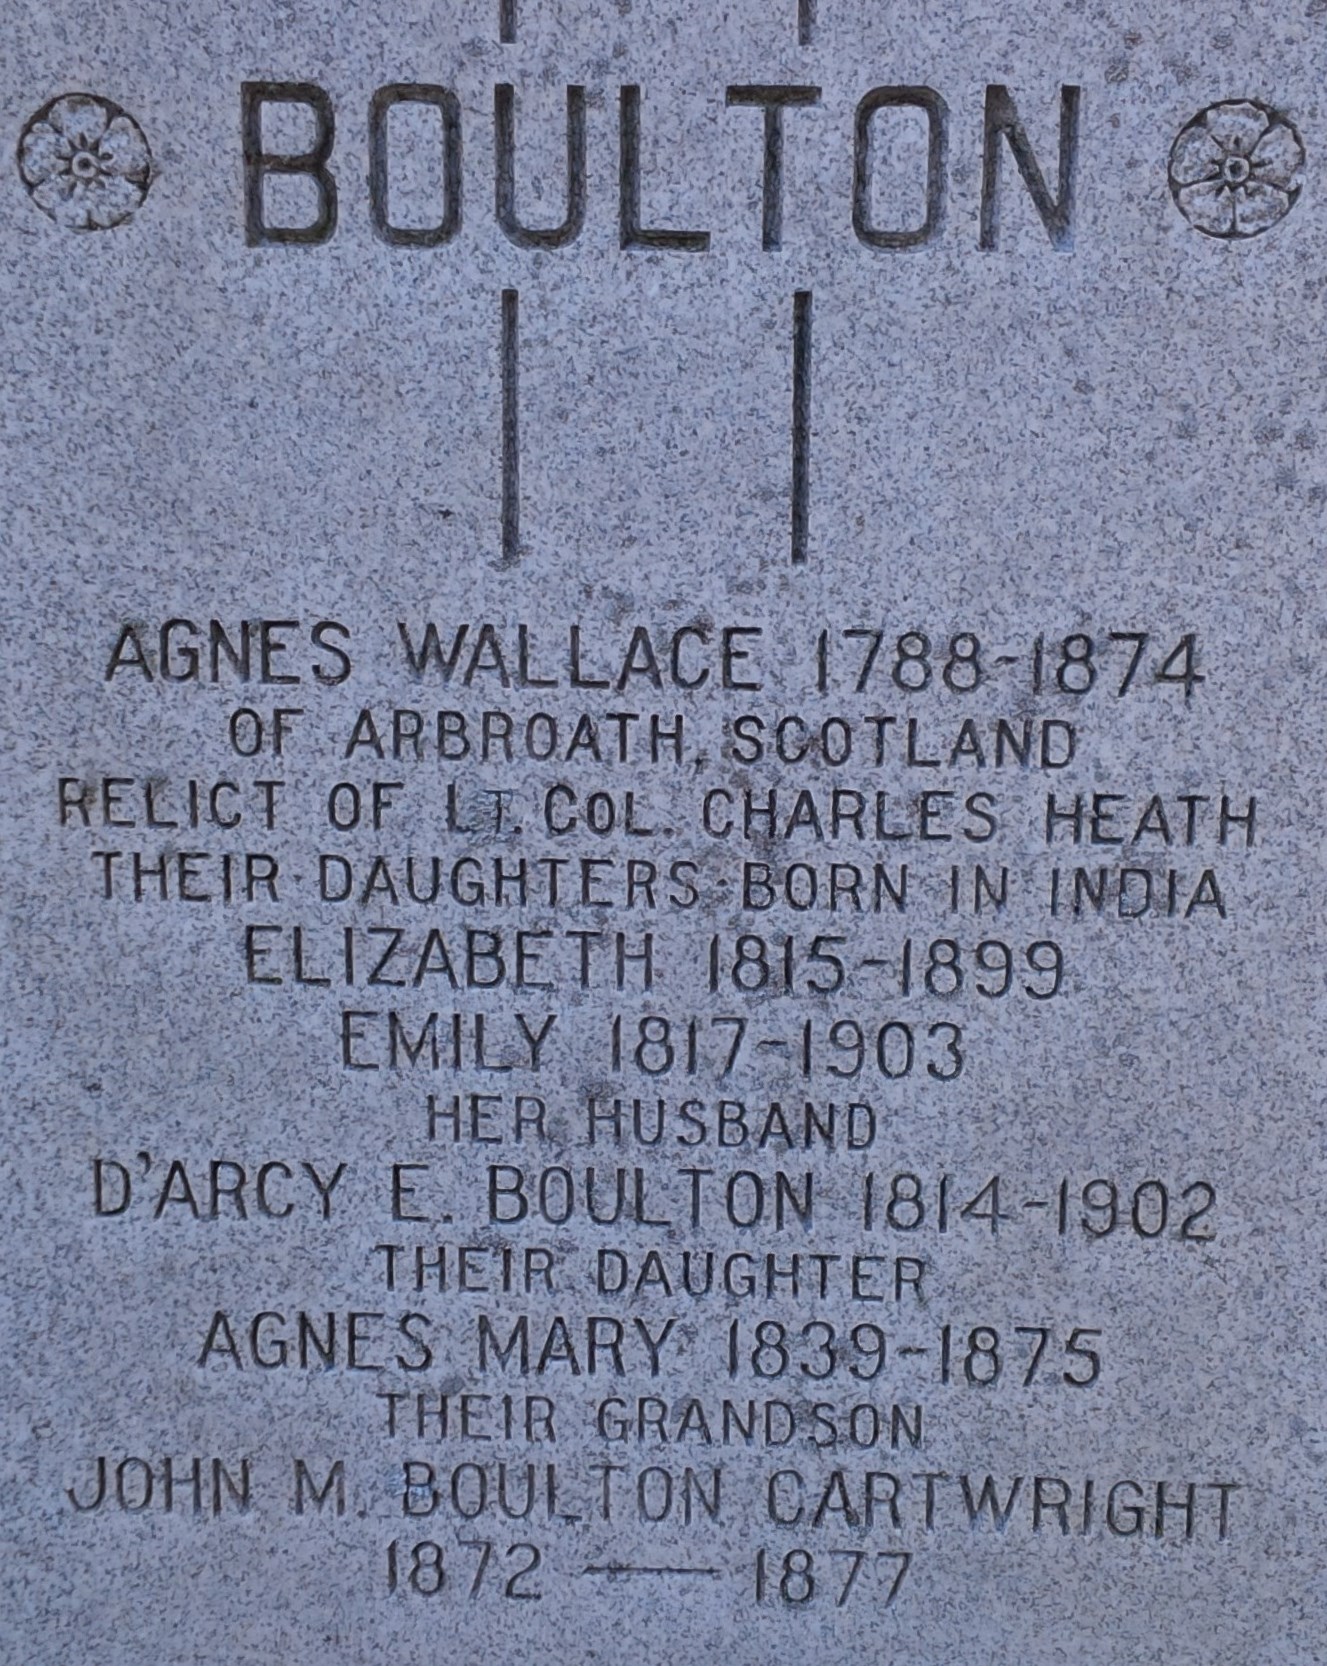 BOULTON
AGNES WALLACE 1788-1874
OF ARBROATH, SCOTLAND
RELICT OF LT. COL. CHARLES HEATH
THEIR DAUGHTERS BORN IN INDIA
ELIZABETH 1815-1899
EMILY 1817-1903
HER HUSBAND
D'ARCY E. BOULTON 1814-1902
THEIR DAUGHTER
AGNES MARY 1839-1875
THEIR GRANDSON
JOHN M. BOULTON CARTWRIGHT
1872 — 1877